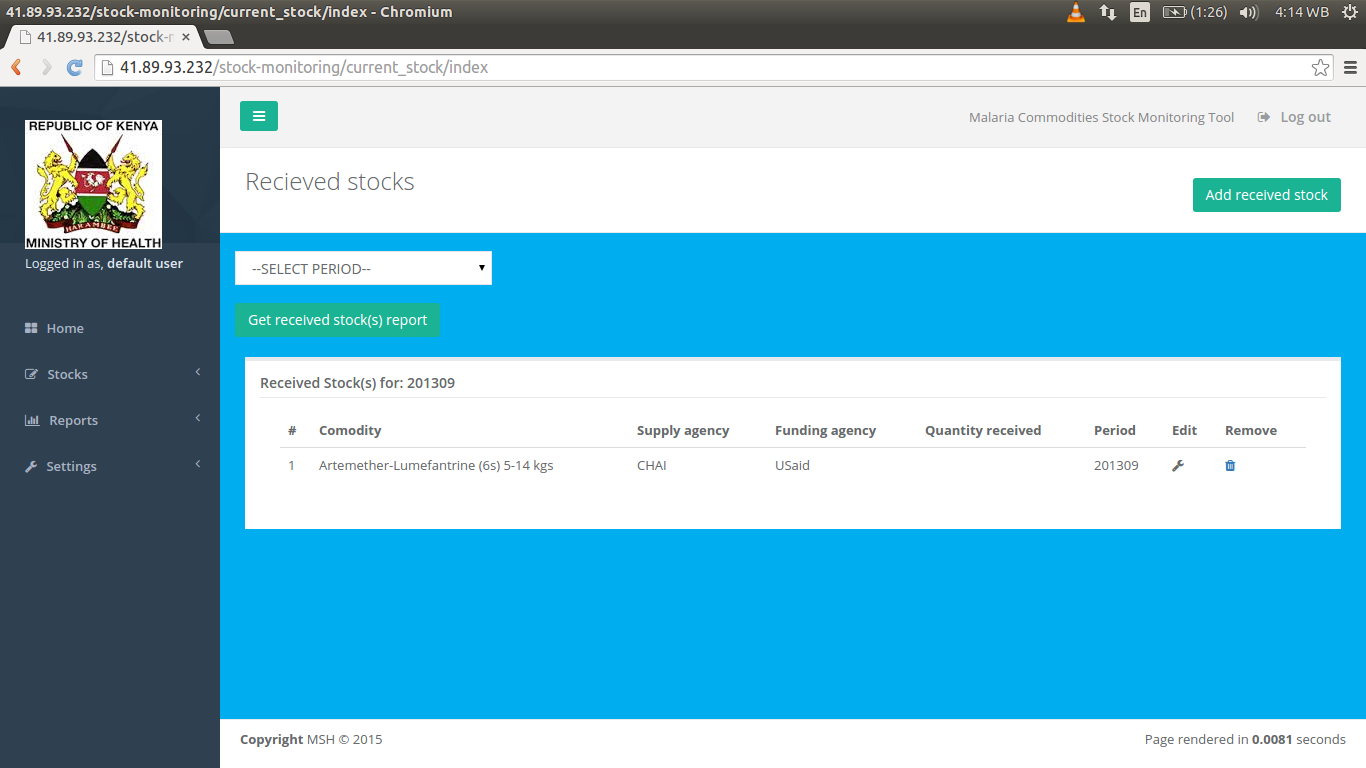 41.89.93.232/stock-monitoring/current_stock/index - Chromium
En (1:26) 4:14 WB
41.89.93.232/stock-r
41.89.93.232/stock-monitoring/current_stock/index
REPUBLIC OF KENYA
HARAMBEE
MINISTRY OF HEALTH
Logged in as, default user
Home
Stocks
Reports
Settings
Malaria Commodities Stock Monitoring Tool Log out
Recieved stocks
Add received stock
--SELECT PERIOD--
Get received stock(s) report
Received Stock(s) for: 201309
# Comodity Supply agency Funding agency Quantity received Period Edit Remove
1 Artemether-Lumefantrine (6s) 5-14 kgs CHAI USaid 201309
Copyright MSH © 2015
Page rendered in 0.0081 seconds